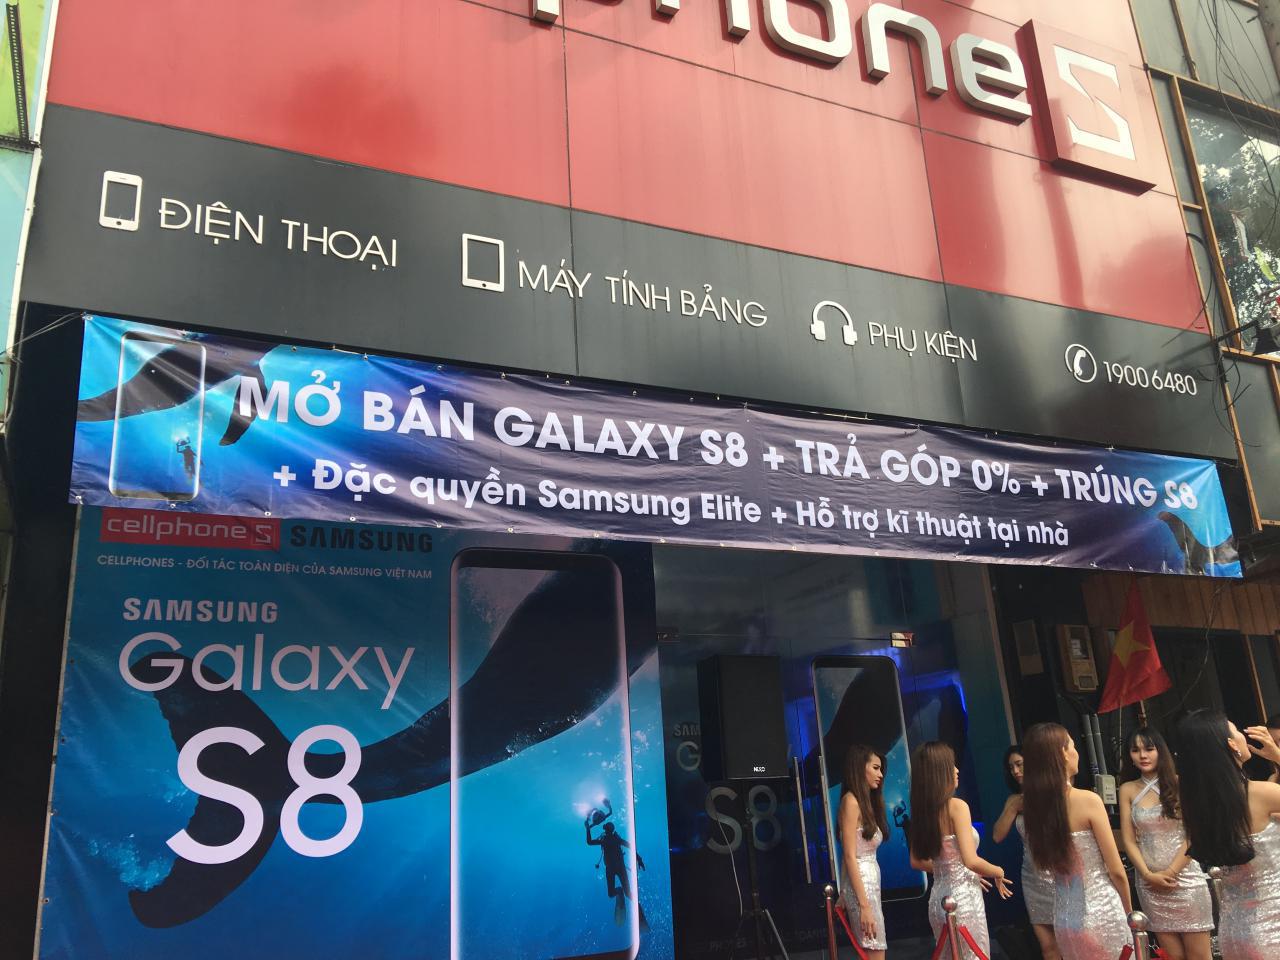 phone S
ĐIỆN THOẠI
MÁY TÍNH BẢNG
PHỤ KIỆN
1900 6480
MỞ BÁN GALAXY S8 + TRẢ GÓP 0% + TRÚNG S8
+ Đặc quyền Samsung Elite + Hỗ trợ kĩ thuật tại nhà
cellphone S SAMSUNG
CELLPHONES - ĐỐI TÁC TOÀN DIỆN CỦA SAMSUNG VIỆT NAM
SAMSUNG
Galaxy
S8
SAM
G
S8